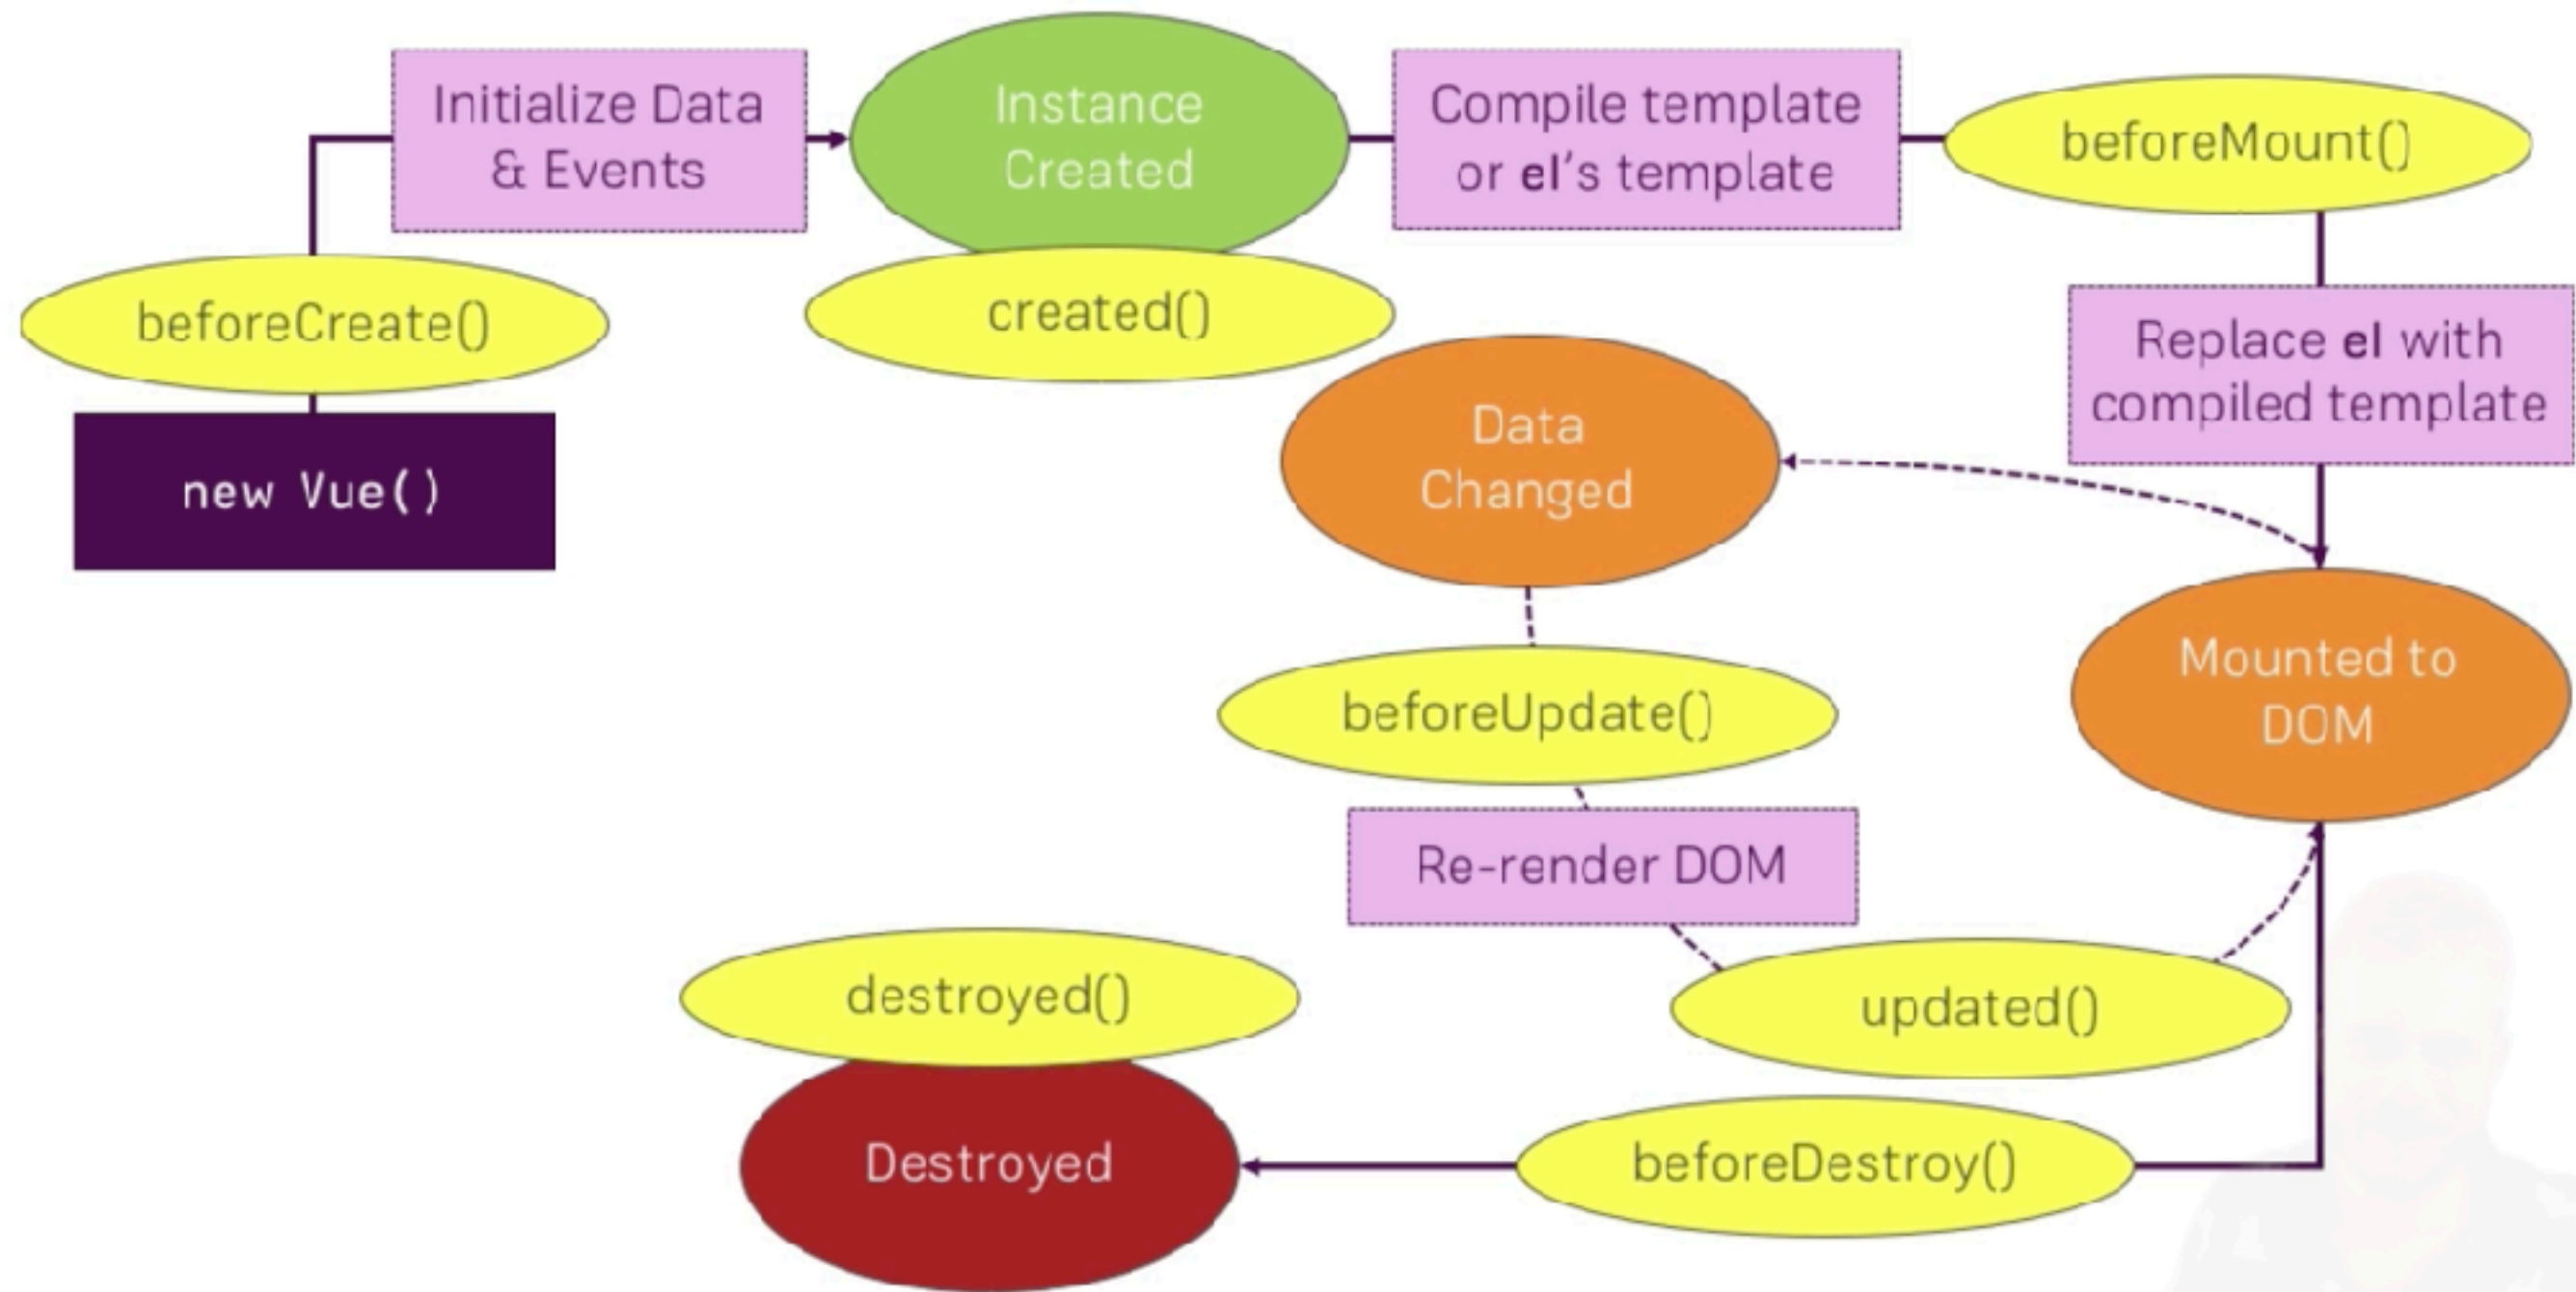 Initialize Data
& Events
Instance
Created
Compile template
or el's template
beforeMount()
beforeCreate()
created()
Replace el with
compiled template
new Vue()
Data
Changed
Mounted to
DOM
beforeUpdate()
Re-render DOM
updated()
destroyed()
Destroyed
beforeDestroy()